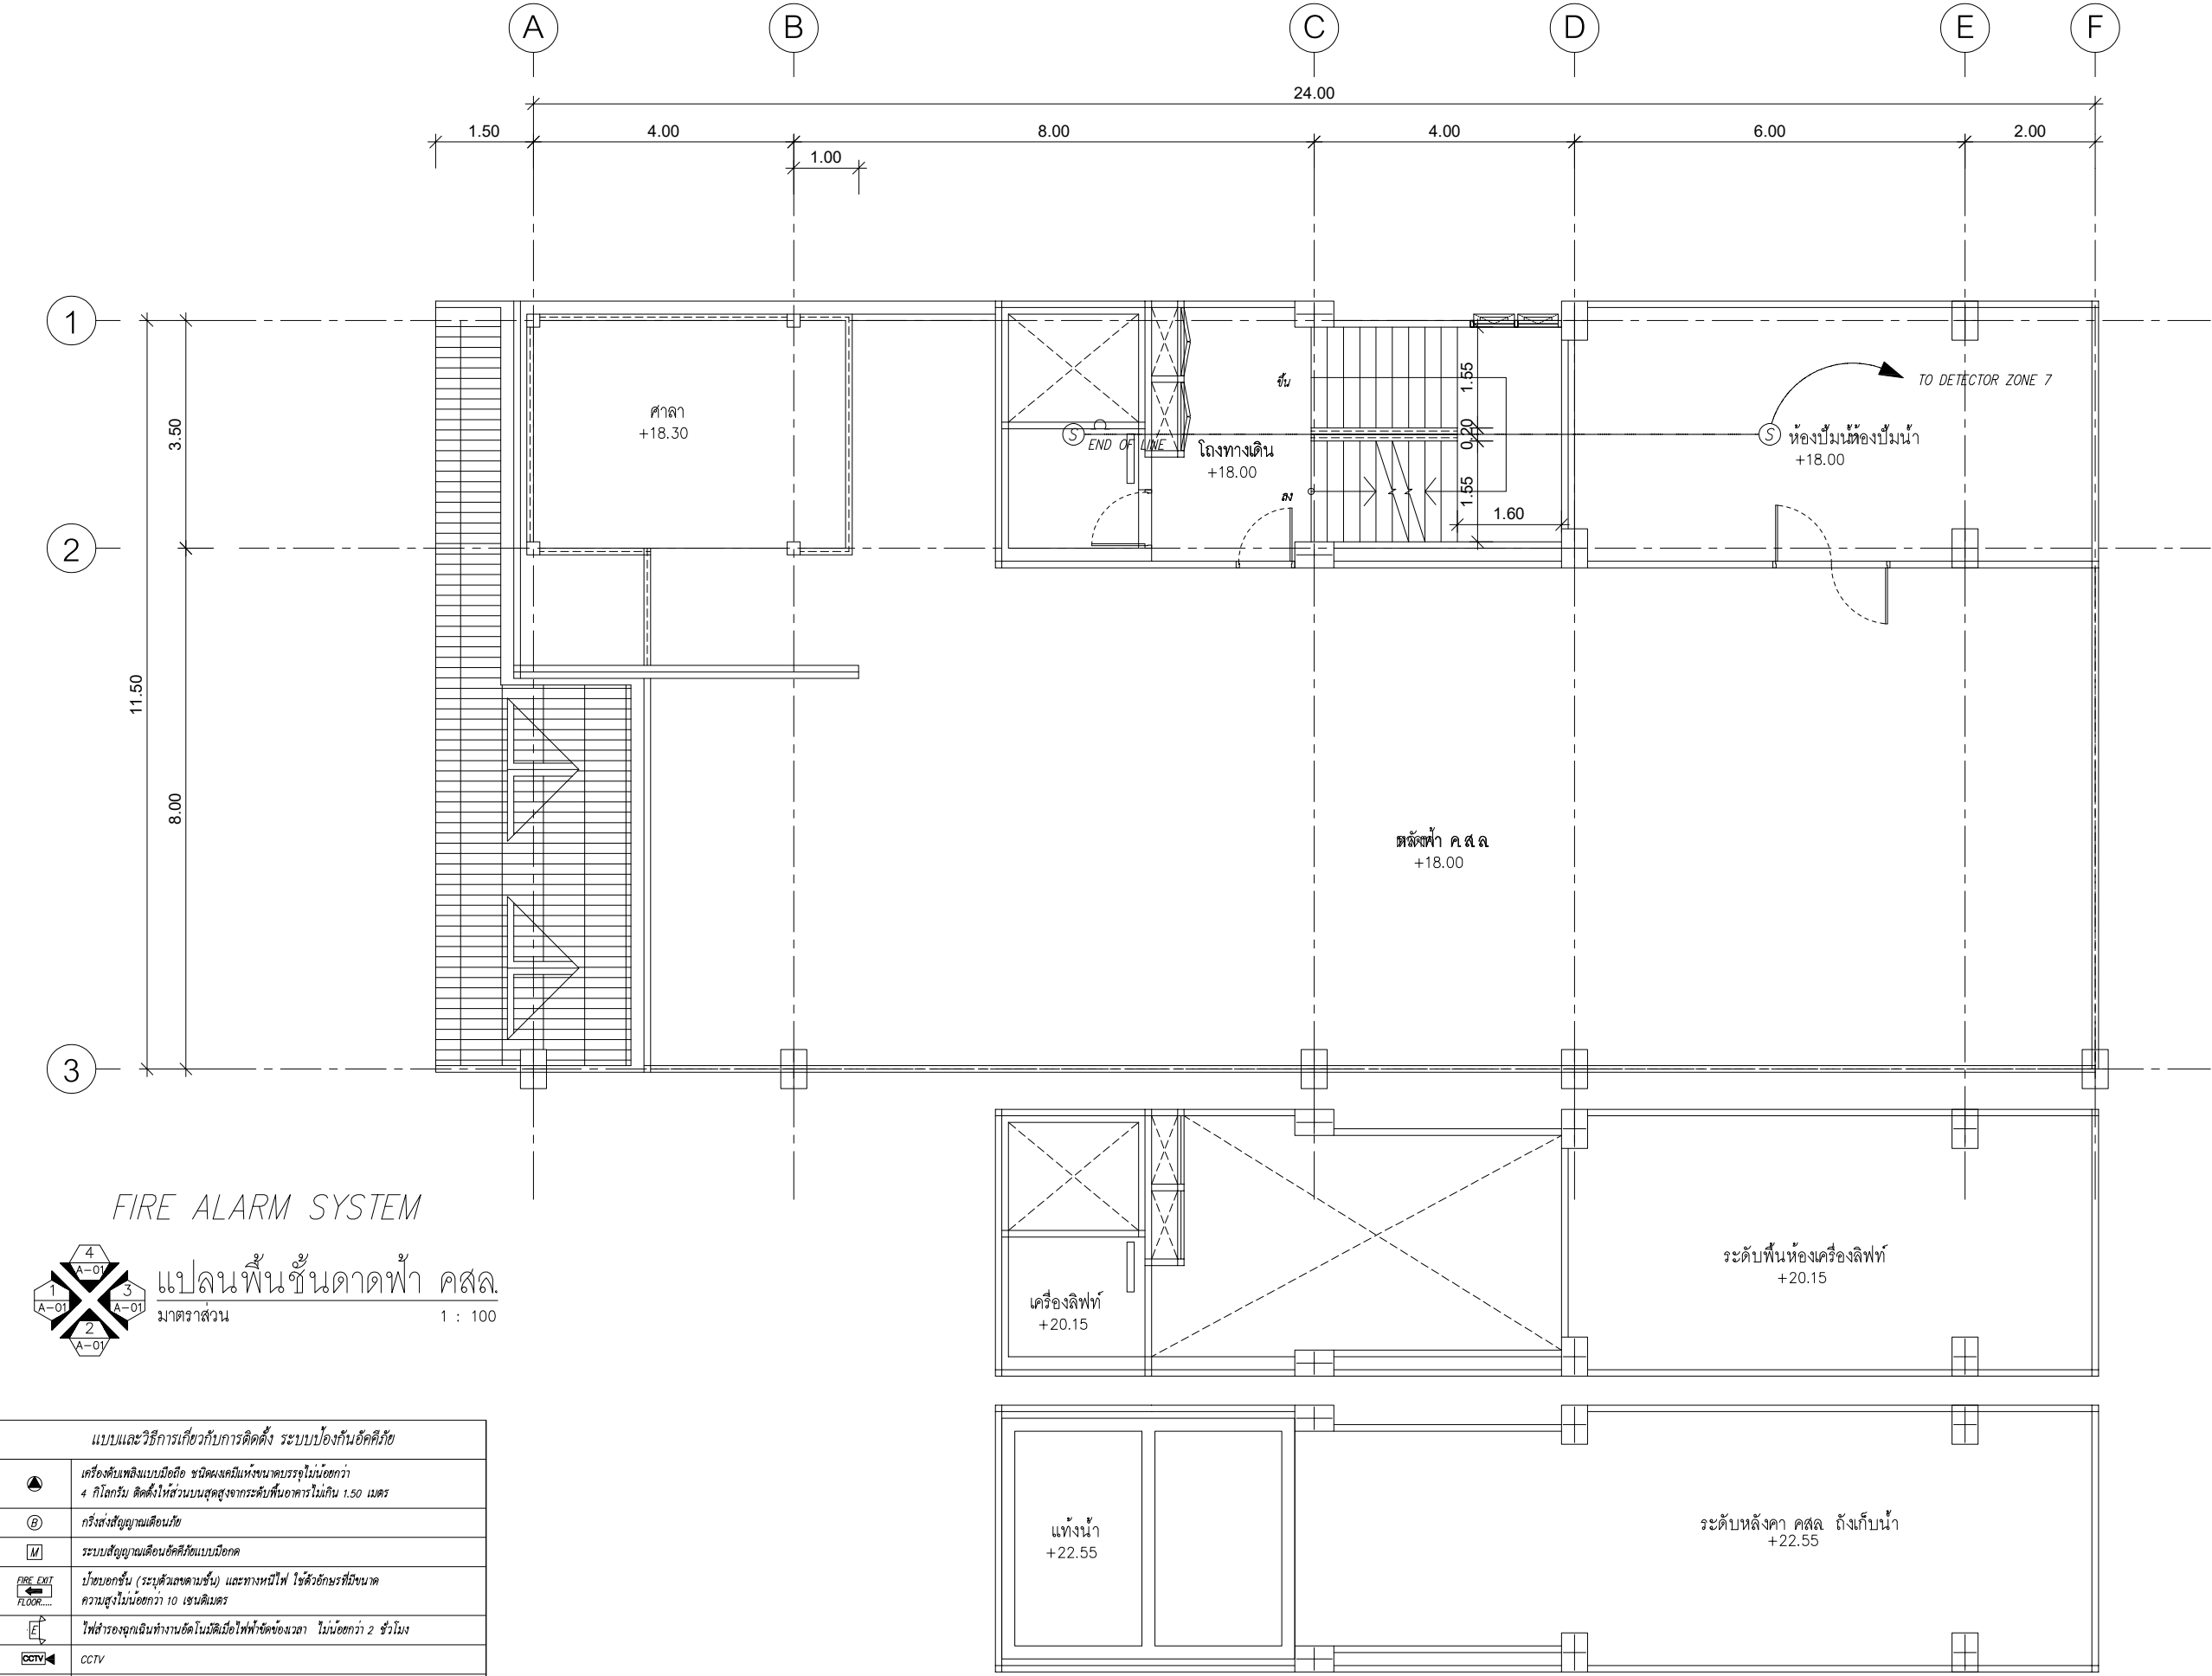 A B C D E F
24.00
1.50 4.00 8.00 4.00 6.00 2.00
1.00
1
2
3
3.50
11.50
8.00
ศาลา
+18.30
END OF LINE
S
โถงทางเดิน
+18.00
ขึ้น
ลง
1.55
0.20
1.55
1.60
TO DETECTOR ZONE 7
S
ห้องปั๊มน้ำ
+18.00
+18.00
FIRE ALARM SYSTEM
4
A-01
1
A-01
3
A-01
2
A-01
แปลนพื้นชั้นดาดฟ้า คสล.
มาตราส่วน 1 : 100
เครื่องลิฟท์
+20.15
ระดับพื้นห้องเครื่องลิฟท์
+20.15
แท้งน้ำ
+22.55
ระดับหลังคา คสล. ถังเก็บน้ำ
+22.55
แบบและวิธีการเกี่ยวกับการติดตั้ง ระบบป้องกันอัคคีภัย
เครื่องดับเพลิงแบบมือถือ ชนิดผงเคมีแห้งขนาดบรรจุไม่น้อยกว่า
4 กิโลกรัม ติดตั้งให้ส่วนบนสุดสูงจากระดับพื้นอาคารไม่เกิน 1.50 เมตร
B กริ่งส่งสัญญาณเตือนภัย
M ระบบสัญญาณเตือนอัคคีภัยแบบมือกด
FIRE EXIT
FLOOR.....
ป้ายบอกชั้น (ระบุตัวเลขตามชั้น) และทางหนีไฟ ใช้ตัวอักษรที่มีขนาด
ความสูงไม่น้อยกว่า 10 เซนติเมตร
E ไฟสำรองฉุกเฉินทำงานอัตโนมัติเมื่อไฟฟ้าขัดข้องเวลา ไม่น้อยกว่า 2 ชั่วโมง
CCTV CCTV